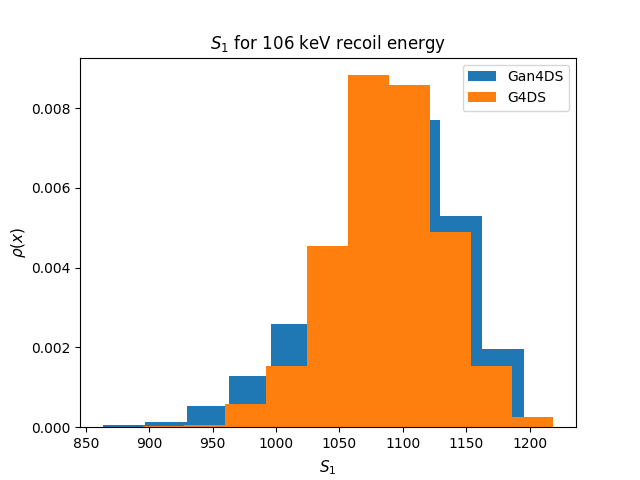 S₁ for 106 keV recoil energy
Gan4DS
G4DS
0.008
0.006
0.004
0.002
0.000
ρ(x)
850 900 950 1000 1050 1100 1150 1200
S₁